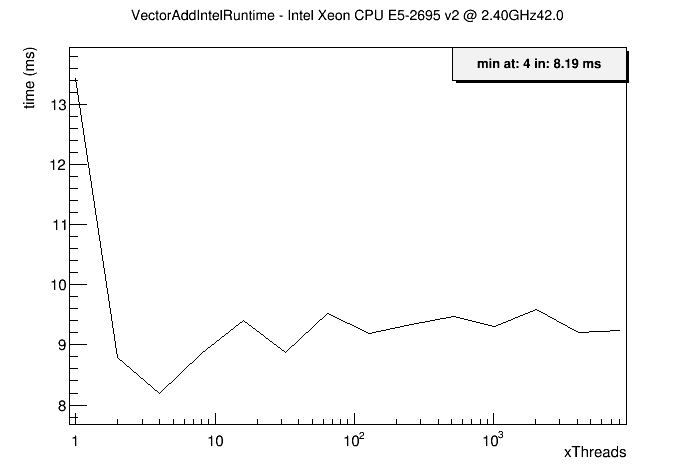 VectorAddIntelRuntime - Intel Xeon CPU E5-2695 v2 @ 2.40GHz42.0
time (ms)
min at: 4 in: 8.19 ms
13
12
11
10
9
8
1 10 10² 10³
xThreads